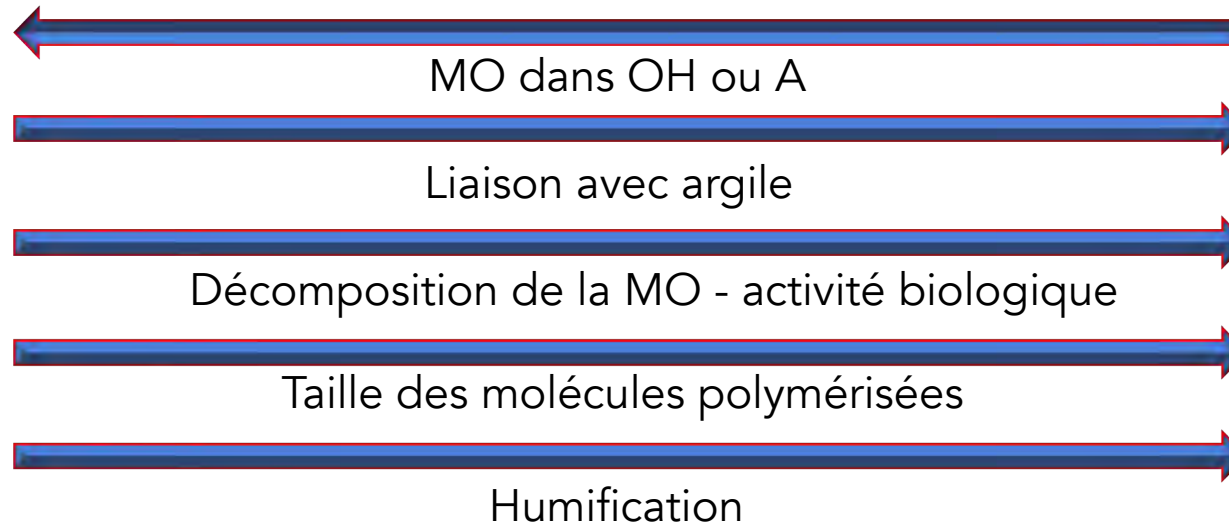 MO dans OH ou A
Liaison avec argile
Décomposition de la MO - activité biologique
Taille des molécules polymérisées
Humification